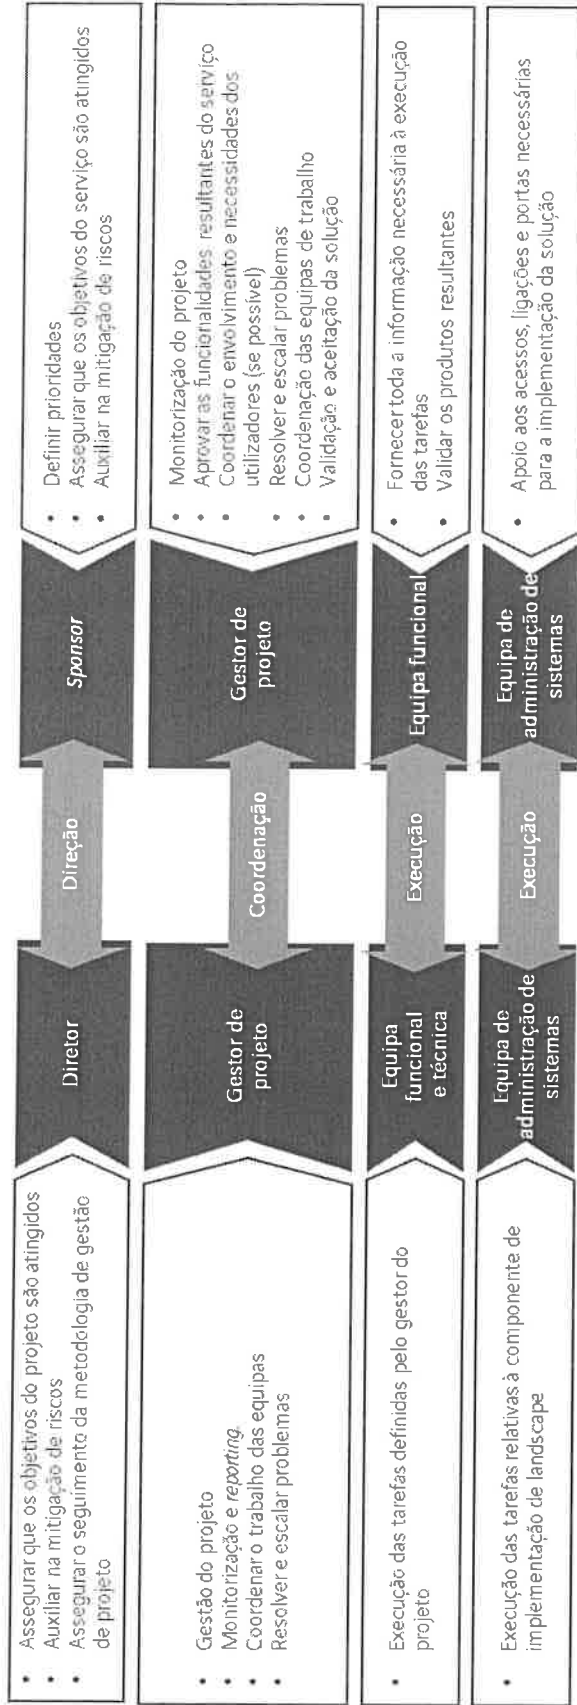 Assegurar que os objetivos do projeto são atingidos
Auxiliar na mitigação de riscos
Assegurar o seguimento da metodologia de gestão
de projeto
Diretor
Direção
Sponsor
Definir prioridades
Assegurar que os objetivos do serviço são atingidos
Auxiliar na mitigação de riscos
Gestão do projeto
Monitorização e reporting,
Coordenar o trabalho das equipas
Resolver e escalar problemas
Gestor de
projeto
Coordenação
Gestor de
projeto
Monitorização do projeto
Aprovar as funcionalidades resultantes do serviço
Coordenar o envolvimento e necessidades dos
utilizadores (se possível)
Resolver e escalar problemas
Coordenação das equipas de trabalho
Validação e aceitação da solução
Execução das tarefas definidas pelo gestor do
projeto
Equipa
funcional
e técnica
Execução
Equipa funcional
Fornecer toda a informação necessária à execução
das tarefas
Validar os produtos resultantes
Execução das tarefas relativas à componente de
implementação de landscape
Equipa de
administração de
sistemas
Execução
Equipa de
administração de
sistemas
Apoio aos acessos, ligações e portas necessárias
para a implementação da solução